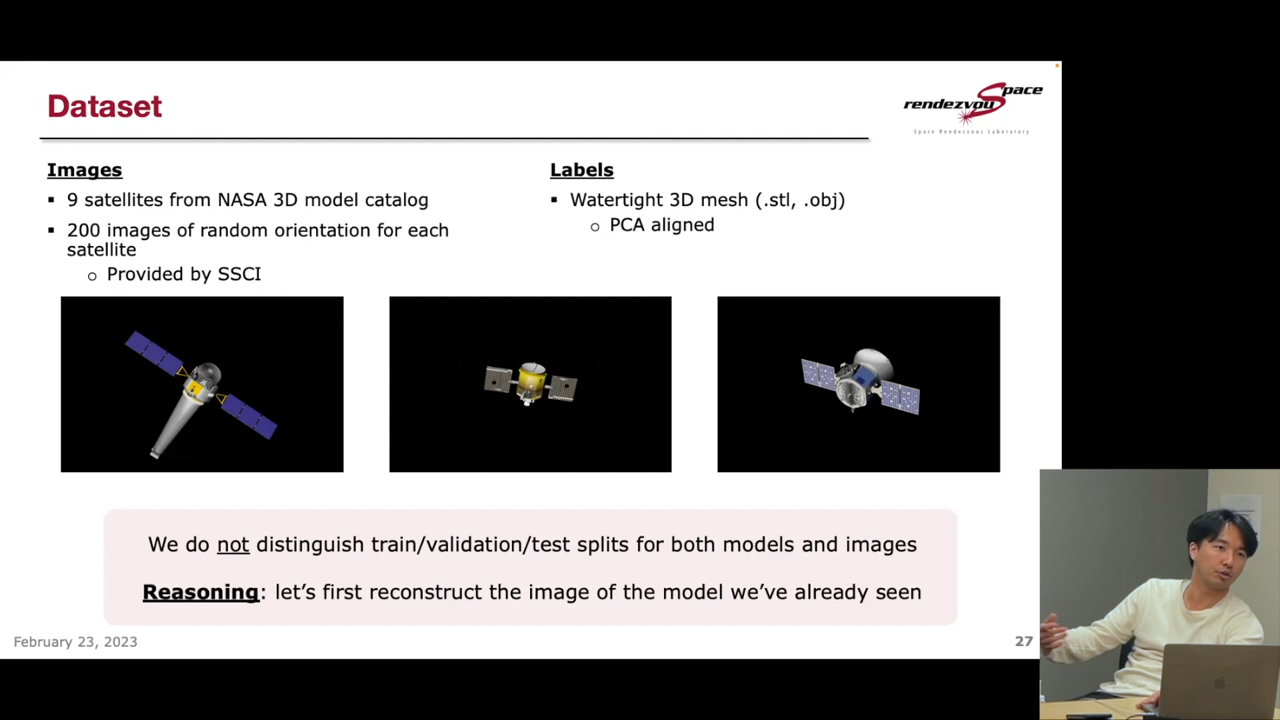 Dataset
rendezvouSpace
Space Rendezvous Laboratory
Images
▪ 9 satellites from NASA 3D model catalog
▪ 200 images of random orientation for each
satellite
o Provided by SSCI
Labels
▪ Watertight 3D mesh (.stl, .obj)
o PCA aligned
We do not distinguish train/validation/test splits for both models and images
Reasoning: let's first reconstruct the image of the model we've already seen
February 23, 2023
27